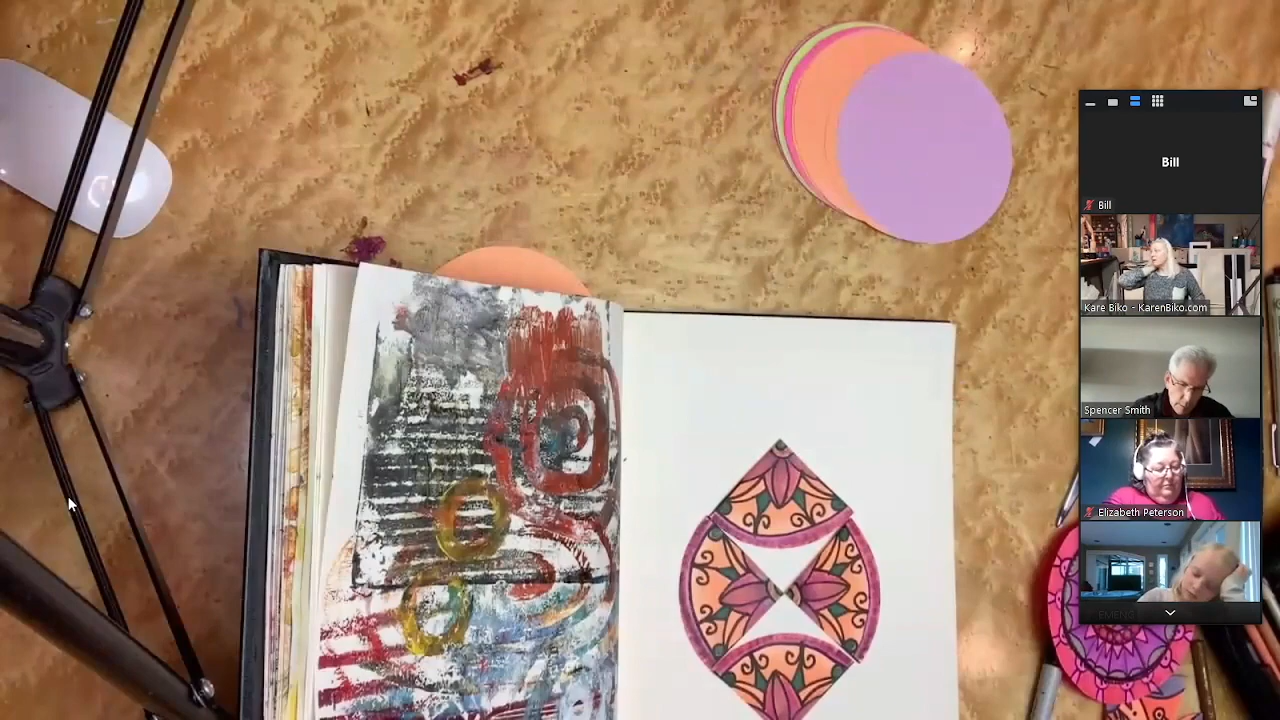 Bill
Bill
Kare Biko - KarenBiko.com
Spencer Smith
Elizabeth Peterson